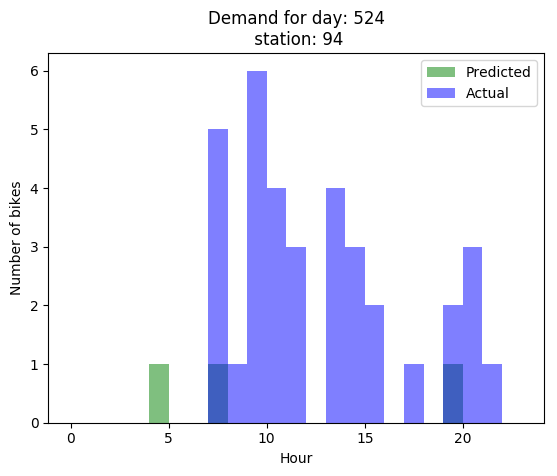 Demand for day: 524
station: 94
Predicted
Actual
6
5
4
3
2
1
0
Number of bikes
0 5 10 15 20
Hour